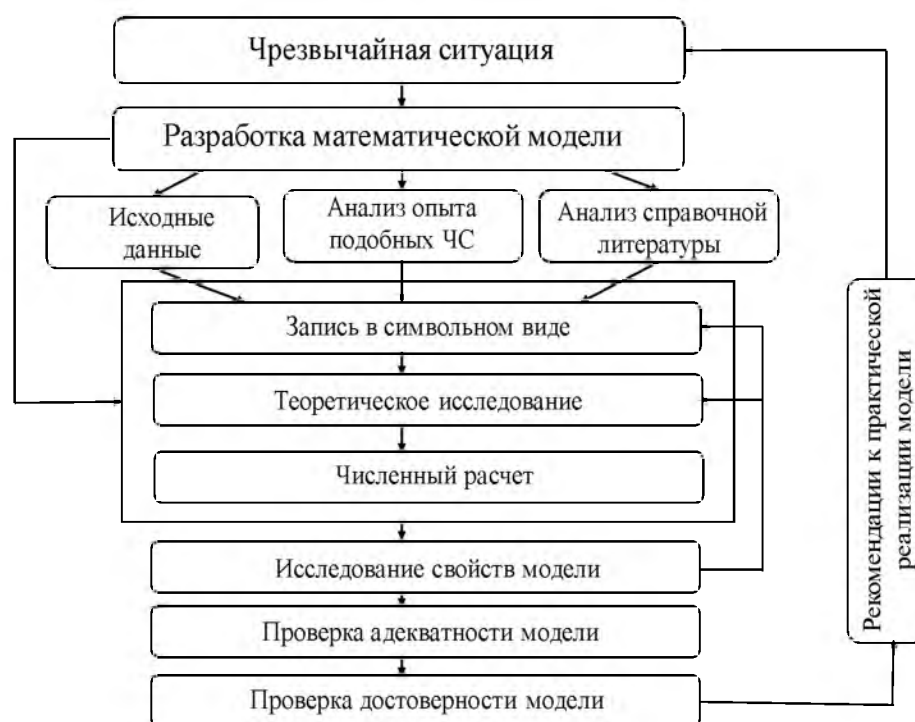 Чрезвычайная ситуация
Разработка математической модели
Исходные
данные
Анализ опыта
подобных ЧС
Анализ справочной
литературы
Запись в символьном виде
Теоретическое исследование
Численный расчет
Исследование свойств модели
Проверка адекватности модели
Проверка достоверности модели
Рекомендации к практической
реализации модели